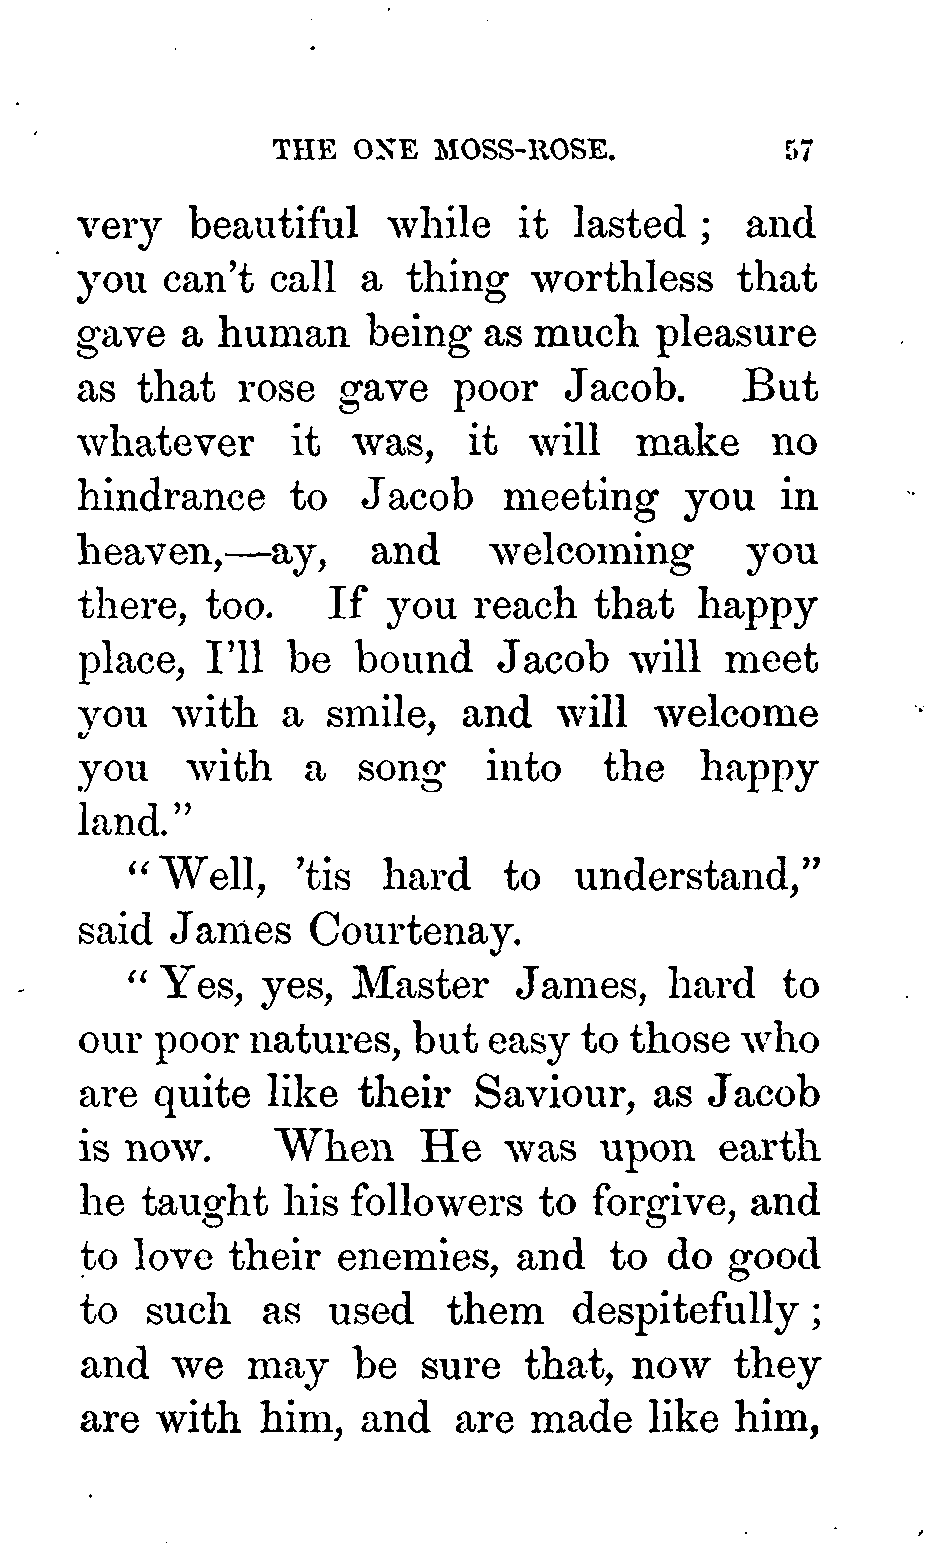 THE ONE MOSS-ROSE. 57
very beautiful while it lasted ; and
you can't call a thing worthless that
gave a human being as much pleasure
as that rose gave poor Jacob. But
whatever it was, it will make no
hindrance to Jacob meeting you in
heaven,—ay, and welcoming you
there, too. If you reach that happy
place, I'll be bound Jacob will meet
you with a smile, and will welcome
you with a song into the happy
land."
"Well, 'tis hard to understand,"
said James Courtenay.
"Yes, yes, Master James, hard to
our poor natures, but easy to those who
are quite like their Saviour, as Jacob
is now. When He was upon earth
he taught his followers to forgive, and
to love their enemies, and to do good
to such as used them despitefully ;
and we may be sure that, now they
are with him, and are made like him,